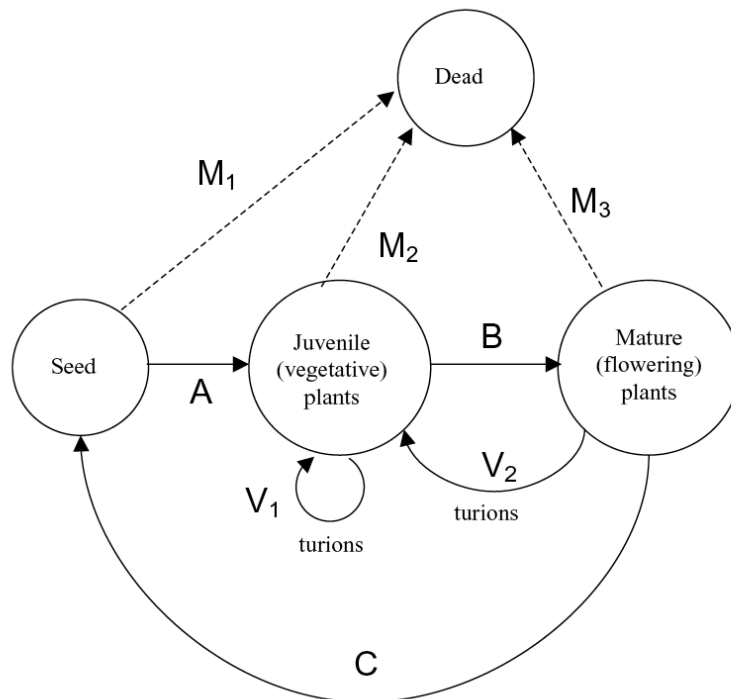 Dead
M₁
M₂
M₃
Seed
A
Juvenile
(vegetative)
plants
B
Mature
(flowering)
plants
V₁
turions
V₂
turions
C